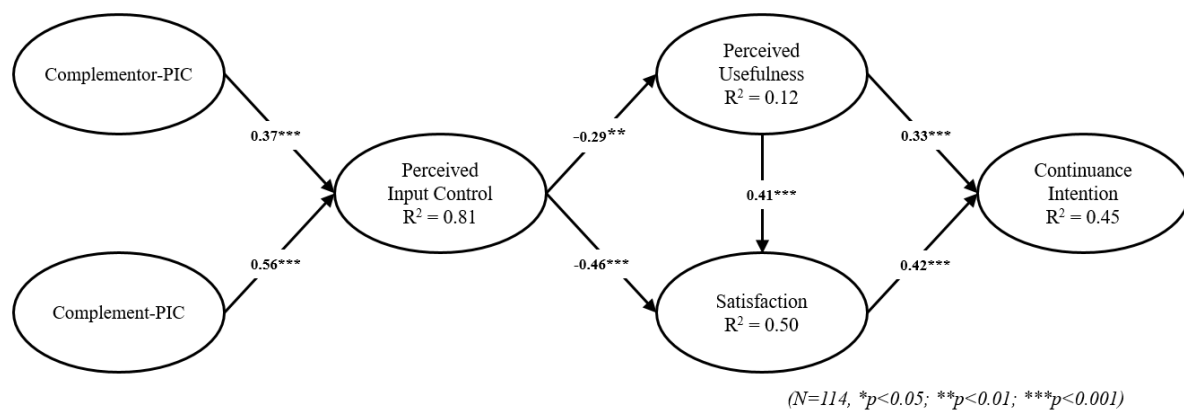 Complementor-PIC
0.37***
Complement-PIC
0.56***
Perceived
Input Control
R² = 0.81
-0.29**
-0.46***
Perceived
Usefulness
R² = 0.12
0.41***
Satisfaction
R² = 0.50
0.33***
0.42***
Continuance
Intention
R² = 0.45
(N=114, *p<0.05; **p<0.01; ***p<0.001)